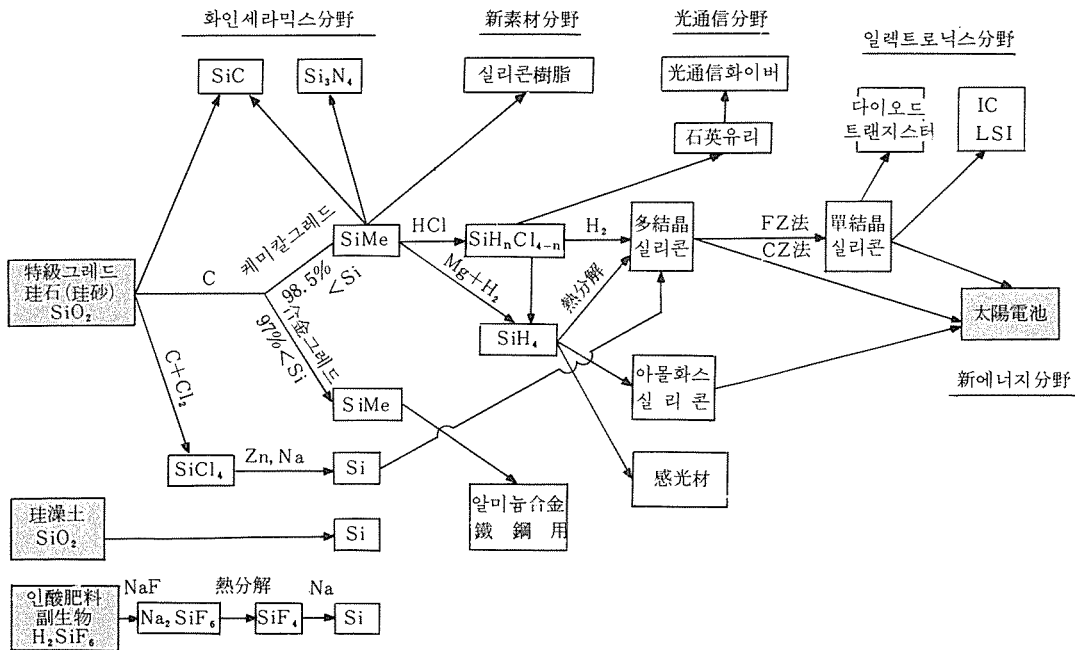 화인세라믹스分野
新素材分野
光通信分野
일렉트로닉스分野
SiC
Si₃N₄
실리콘樹脂
光通信화이버
石英유리
다이오드
트랜지스터
IC
LSI
特級그레드
珪石(珪砂)
SiO₂
C
케미칼그레드
98.5%<Si
合金그레드
97%<Si
C+Cl₂
SiMe
HCl
SiHₙCl₄₋ₙ
H₂
多結晶
실리콘
FZ法
CZ法
單結晶
실리콘
Mg+H₂
熱分解
SiH₄
太陽電池
新에너지分野
SiMe
아몰화스
실리콘
SiCl₄
Zn, Na
Si
알미늄合金
鐵鋼用
感光材
珪藻土
SiO₂
Si
인酸肥料
副生物
H₂SiF₆
NaF
Na₂SiF₆
熱分解
SiF₄
Na
Si